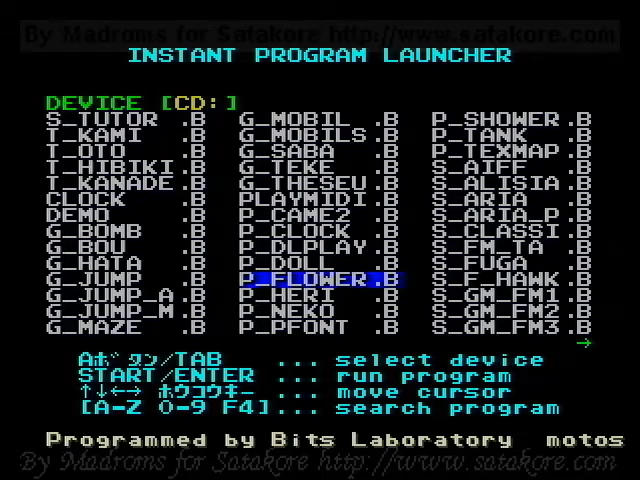 By Madroms for Satakore http://www.satakore.com
INSTANT PROGRAM LAUNCHER
DEVICE [CD:]
S_TUTOR .B G_MOBIL .B P_SHOWER.B
T_KAMI .B G_MOBILS.B P_TANK .B
T_OTO .B G_SABA .B P_TEXMAP.B
T_HIBIKI.B G_TEKE .B S_AIFF .B
T_KANADE.B G_THESEU.B S_ALISIA.B
CLOCK .B PLAYMIDI.B S_ARIA .B
DEMO .B P_CAME2 .B S_ARIA_P.B
G_BOMB .B P_CLOCK .B S_CLASSI.B
G_BOU .B P_DLPLAY.B S_FM_TA .B
G_HATA .B P_DOLL .B S_FUGA .B
G_JUMP .B P_FLOWER.B S_F_HAWK.B
G_JUMP_A.B P_HERI .B S_GM_FM1.B
G_JUMP_M.B P_NEKO .B S_GM_FM2.B
G_MAZE .B P_PFONT .B S_GM_FM3.B
→
Aﾎﾞﾀﾝ/TAB ... select device
START/ENTER ... run program
↑↓←→ ﾎｳｺｳｷｰ ... move cursor
[A-Z 0-9 F4]... search program
Programmed by Bits Laboratory motos
By Madroms for Satakore http://www.satakore.com